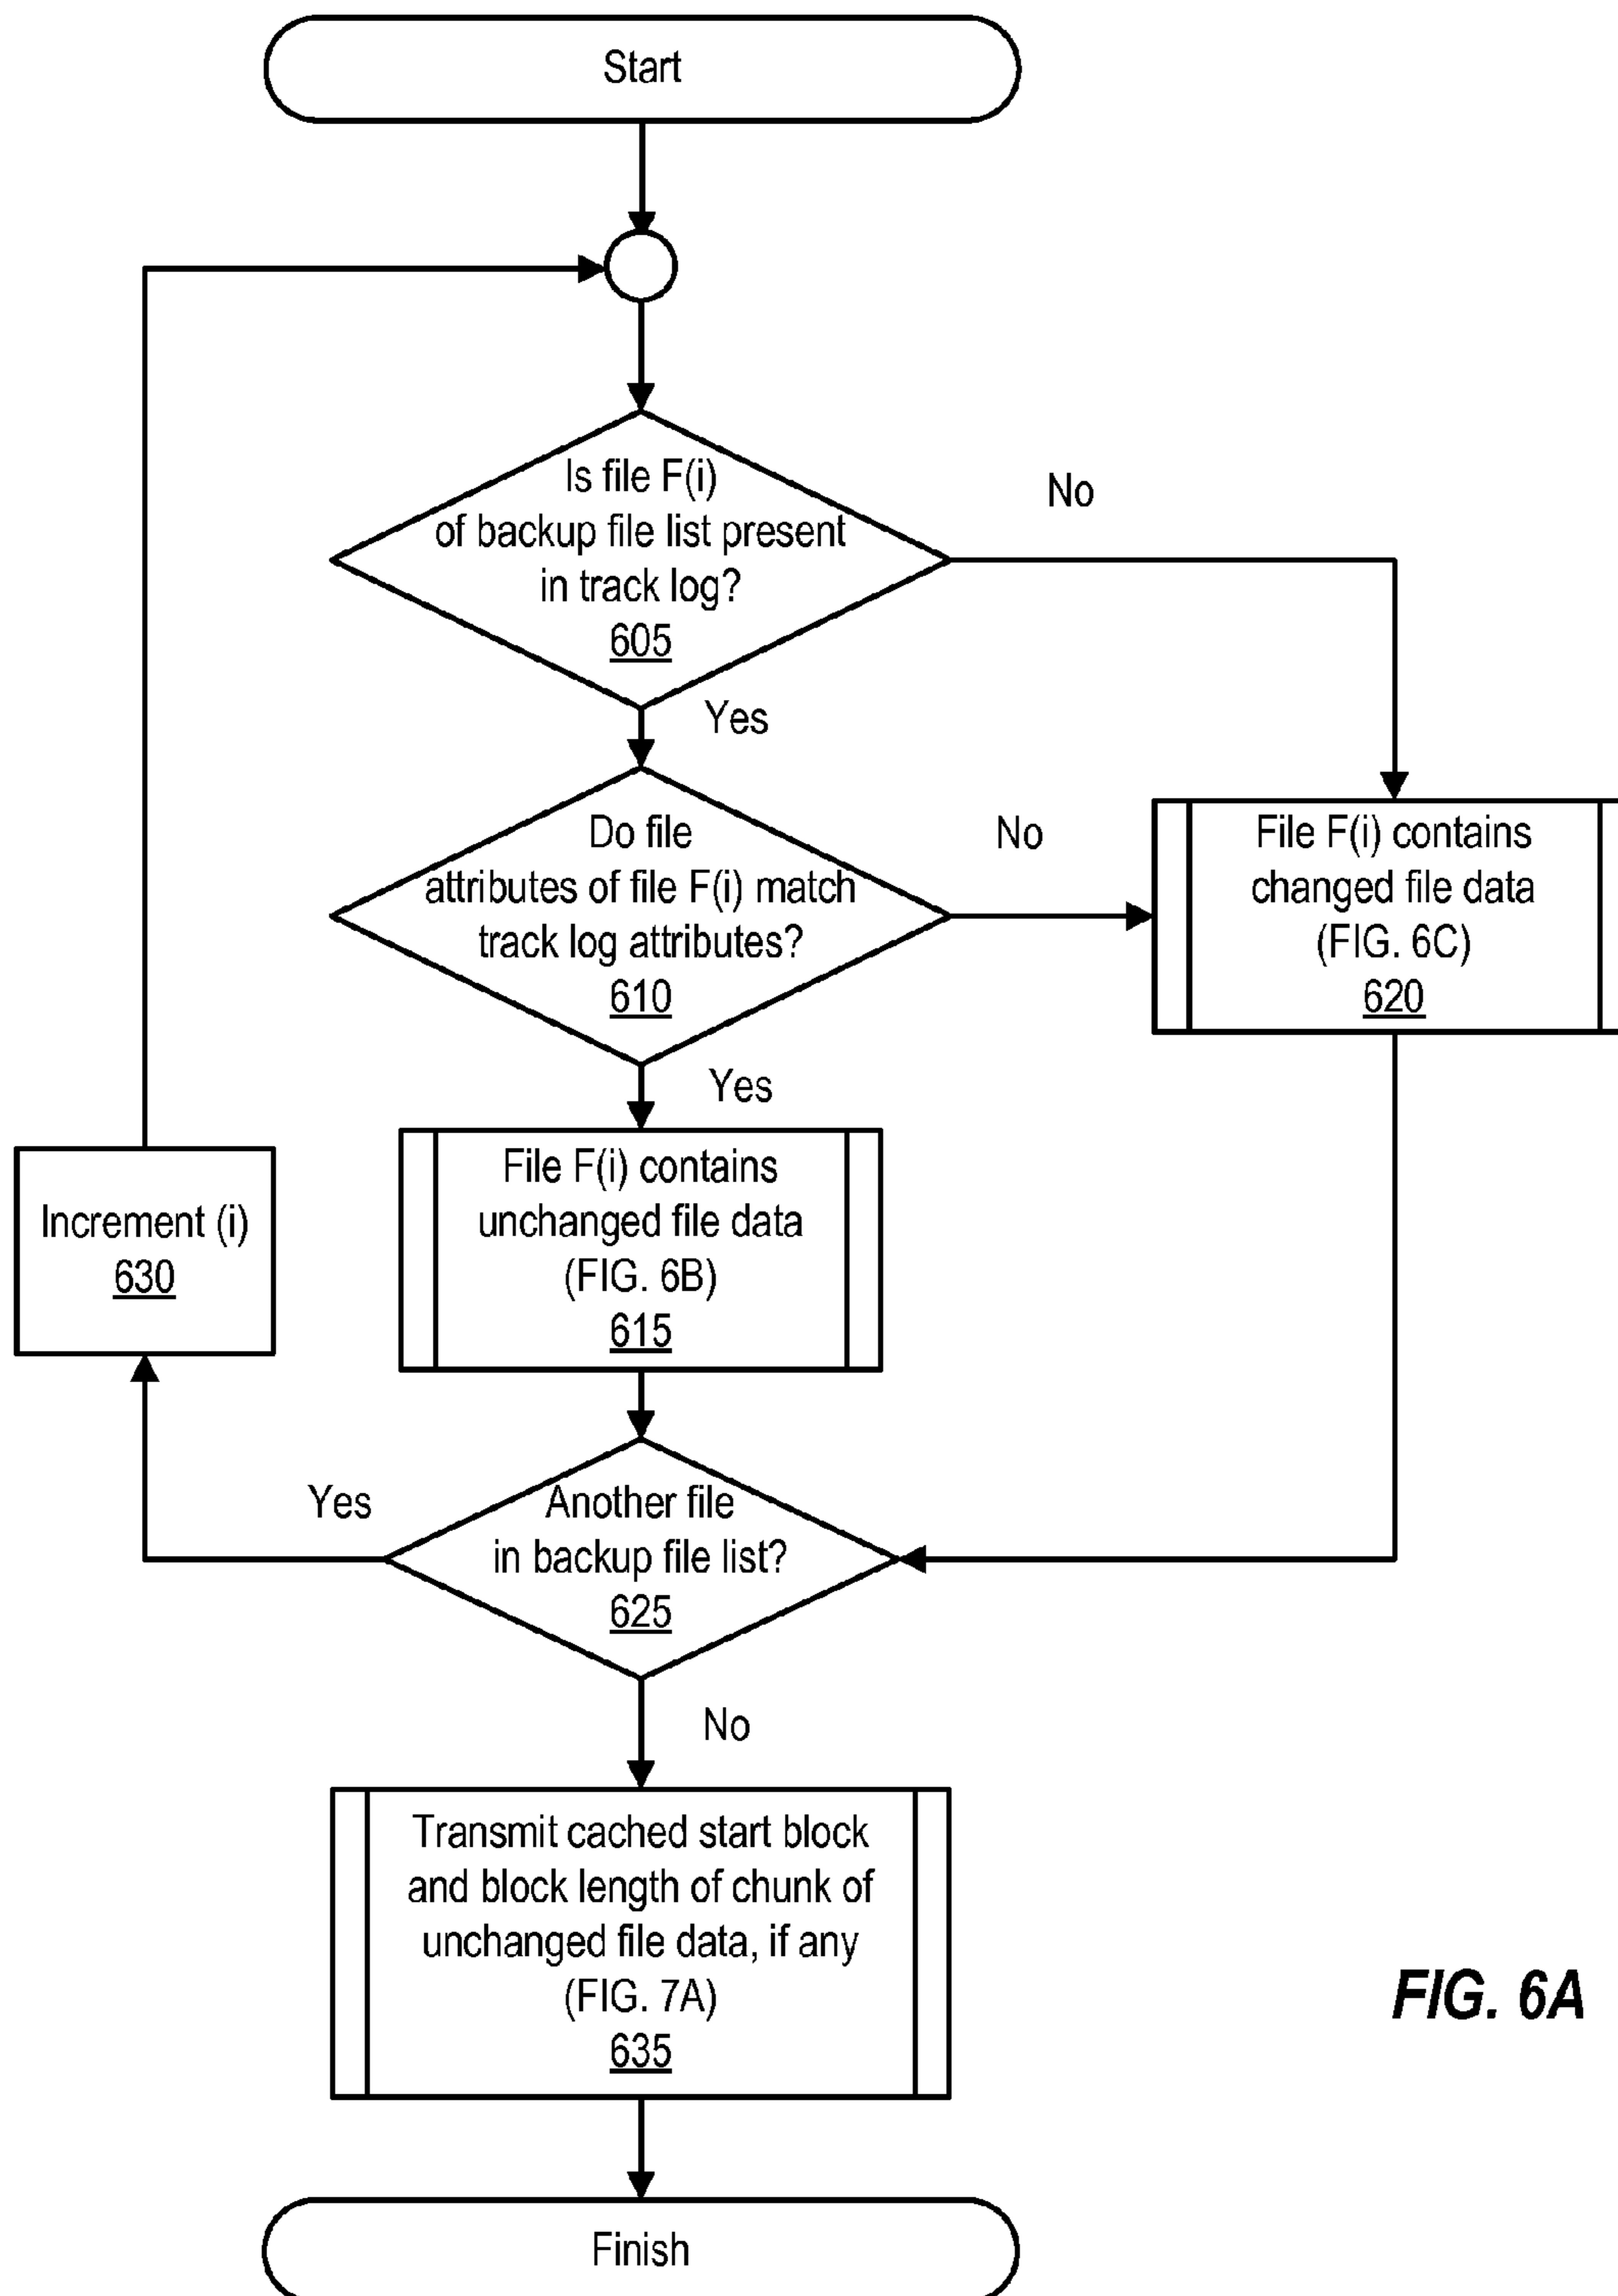 Start
Is file F(i)
of backup file list present
in track log?
605
No
Yes
Do file
attributes of file F(i) match
track log attributes?
610
No
File F(i) contains
changed file data
(FIG. 6C)
620
Yes
File F(i) contains
unchanged file data
(FIG. 6B)
615
Increment (i)
630
Yes
Another file
in backup file list?
625
No
Transmit cached start block
and block length of chunk of
unchanged file data, if any
(FIG. 7A)
635
FIG. 6A
Finish